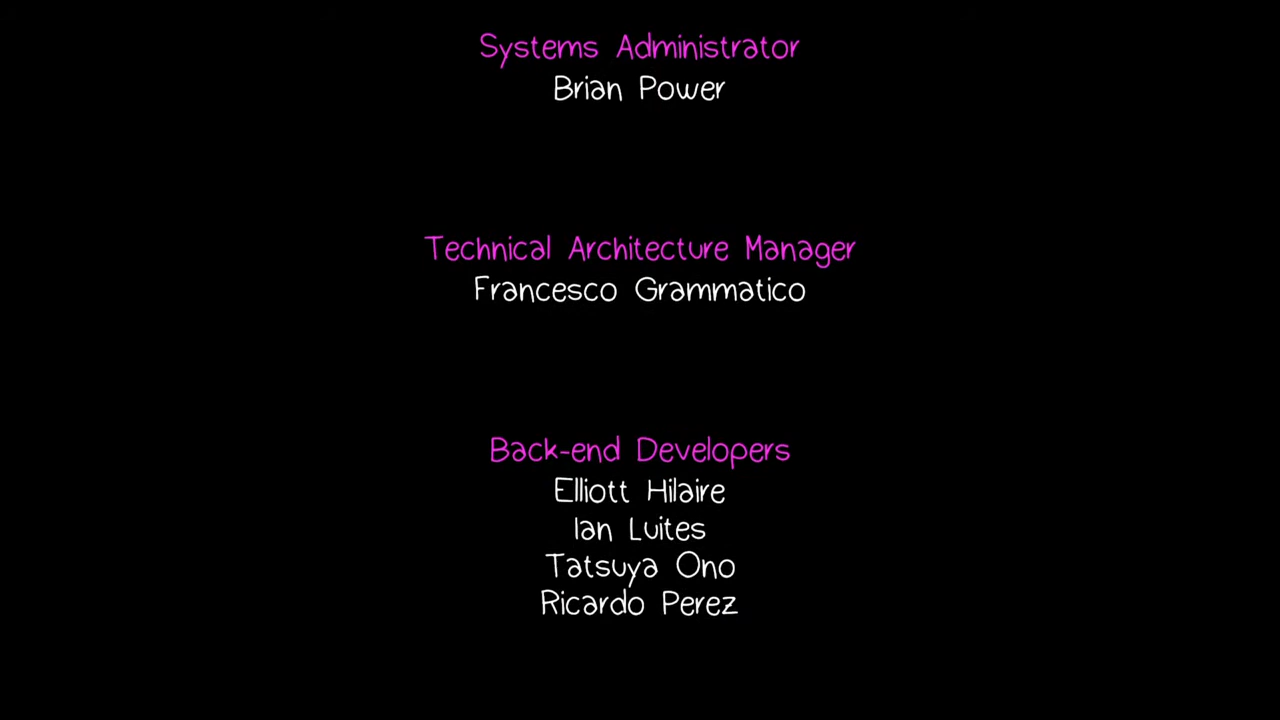 Systems Administrator
Brian Power
Technical Architecture Manager
Francesco Grammatico
Back-end Developers
Elliott Hilaire
Ian Luites
Tatsuya Ono
Ricardo Perez